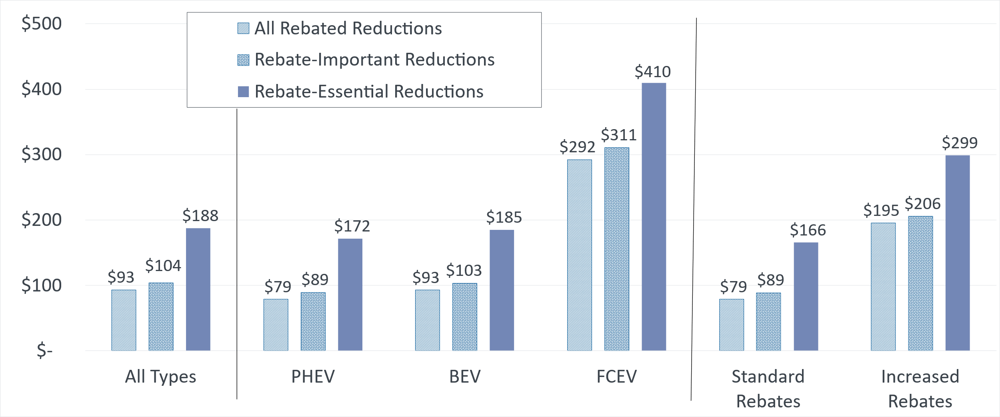 $500
$400
$300
$200
$100
$-
All Rebated Reductions
Rebate-Important Reductions
Rebate-Essential Reductions
$93
$104
$188
$79
$89
$172
$93
$103
$185
$292
$311
$410
$79
$89
$166
$195
$206
$299
All Types
PHEV
BEV
FCEV
Standard
Rebates
Increased
Rebates